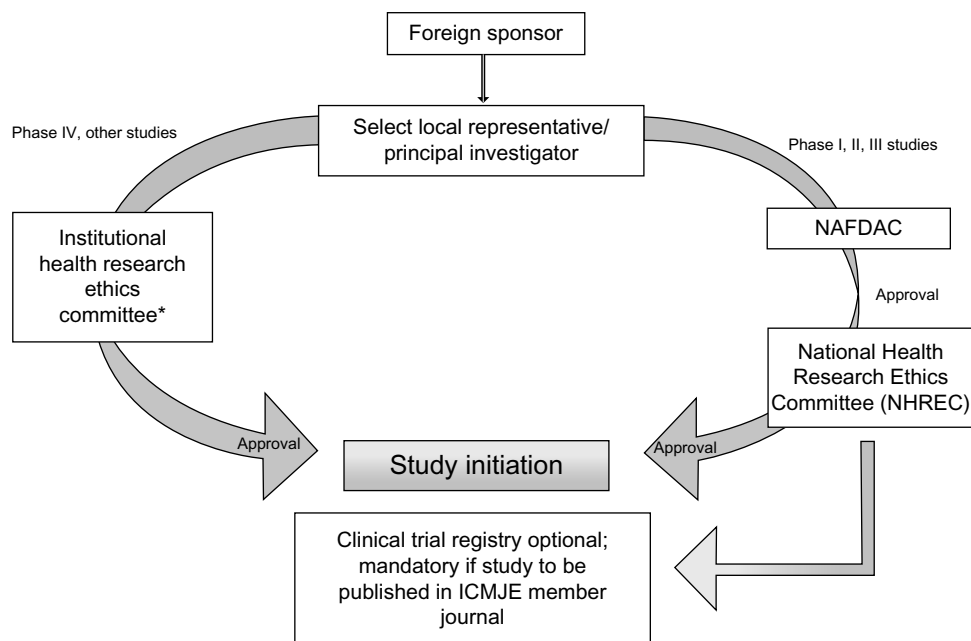 Foreign sponsor
Select local representative/
principal investigator
Phase IV, other studies
Phase I, II, III studies
Institutional
health research
ethics
committee*
NAFDAC
Approval
National Health
Research Ethics
Committee (NHREC)
Approval
Approval
Study initiation
Clinical trial registry optional;
mandatory if study to be
published in ICMJE member
journal